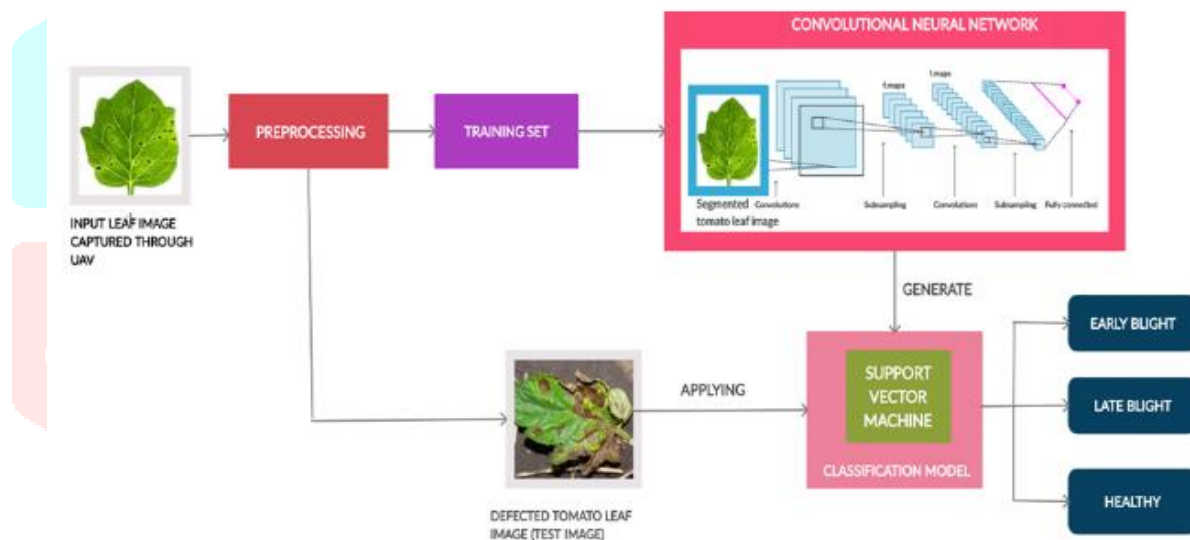 CONVOLUTIONAL NEURAL NETWORK
INPUT LEAF IMAGE
CAPTURED THROUGH
UAV
PREPROCESSING
TRAINING SET
Segmented
tomato leaf image
f.maps
f.maps
Convolutions
Subsampling
Convolutions
Subsampling
Fully connected
GENERATE
DEFECTED TOMATO LEAF
IMAGE (TEST IMAGE)
APPLYING
SUPPORT
VECTOR
MACHINE
CLASSIFICATION MODEL
EARLY BLIGHT
LATE BLIGHT
HEALTHY